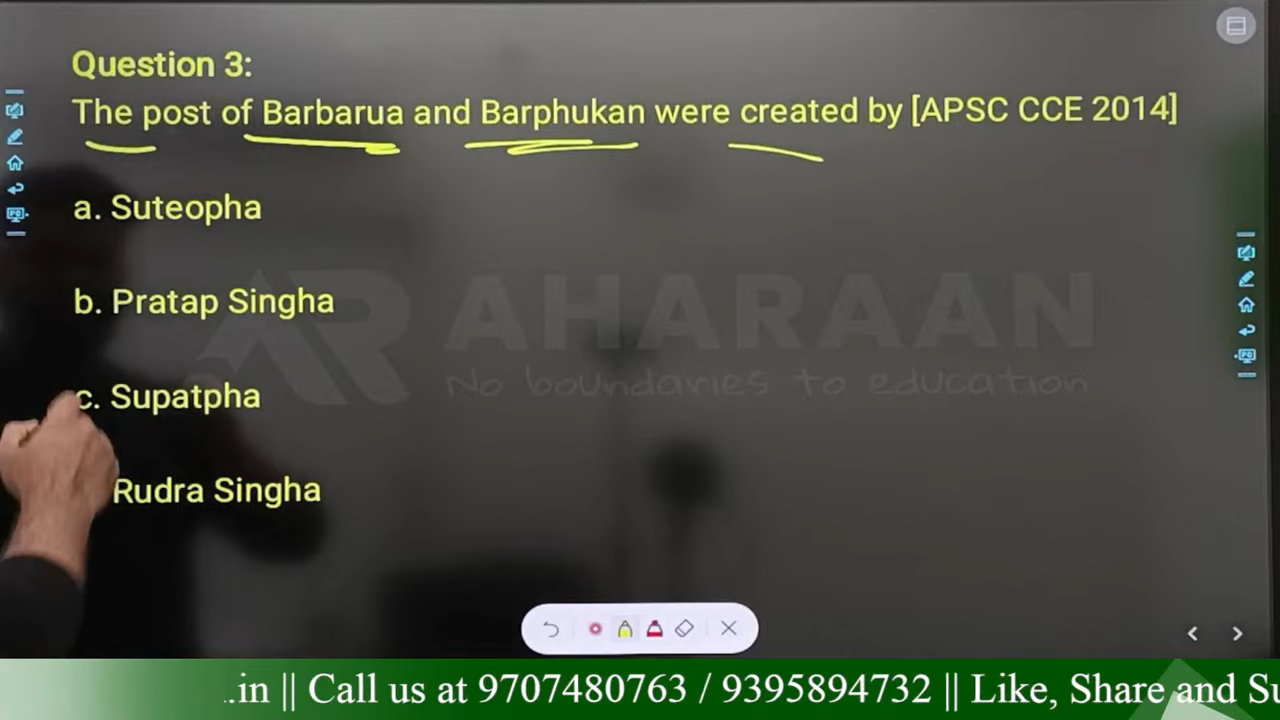 Question 3:
The post of Barbarua and Barphukan were created by [APSC CCE 2014]
a. Suteopha
b. Pratap Singha
AHARAAN
No boundaries to education
c. Supatpha
Rudra Singha
..in || Call us at 9707480763 / 9395894732 || Like, Share and Su